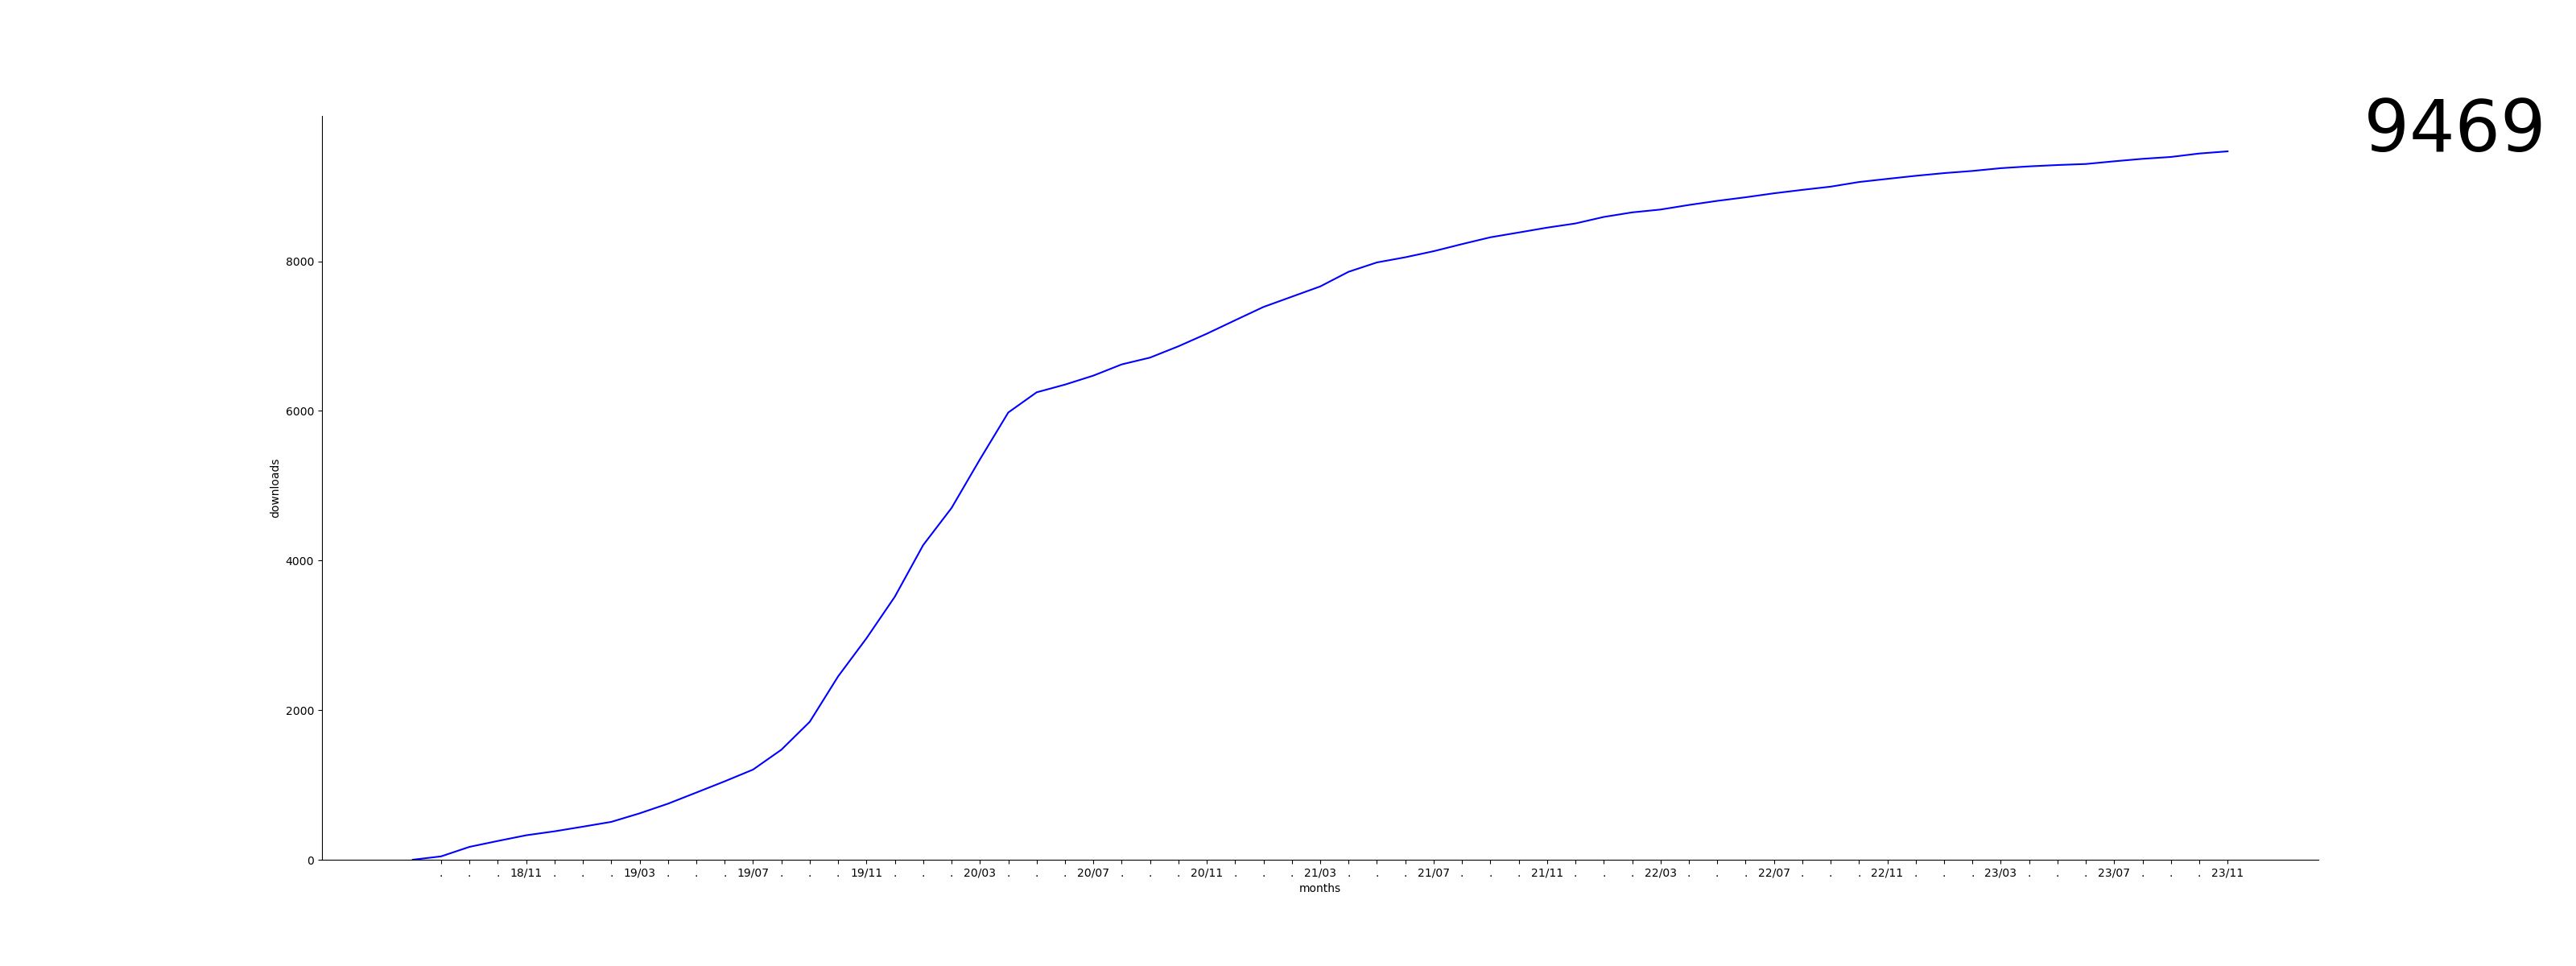 9469
8000
6000
4000
2000
0
downloads
. . . 18/11 . . . 19/03 . . . 19/07 . . . 19/11 . . . 20/03 . . . 20/07 . . . 20/11 . . . 21/03 . . . 21/07 . . . 21/11 . . . 22/03 . . . 22/07 . . . 22/11 . . . 23/03 . . . 23/07 . . . 23/11
months